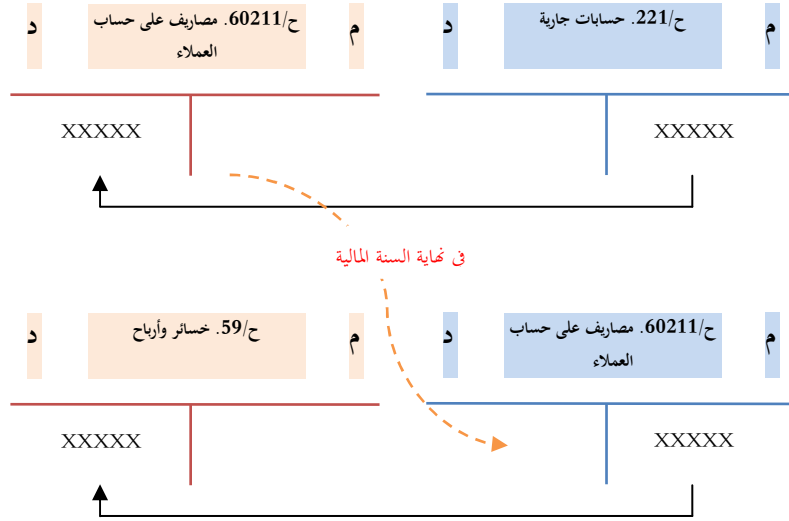 م
ح/221. حسابات جارية
د
م
ح/60211. مصاريف على حساب
العملاء
د
XXXXX
XXXXX
فى نهاية السنة المالية
م
ح/60211. مصاريف على حساب
العملاء
د
م
ح/59. خسائر وأرباح
د
XXXXX
XXXXX